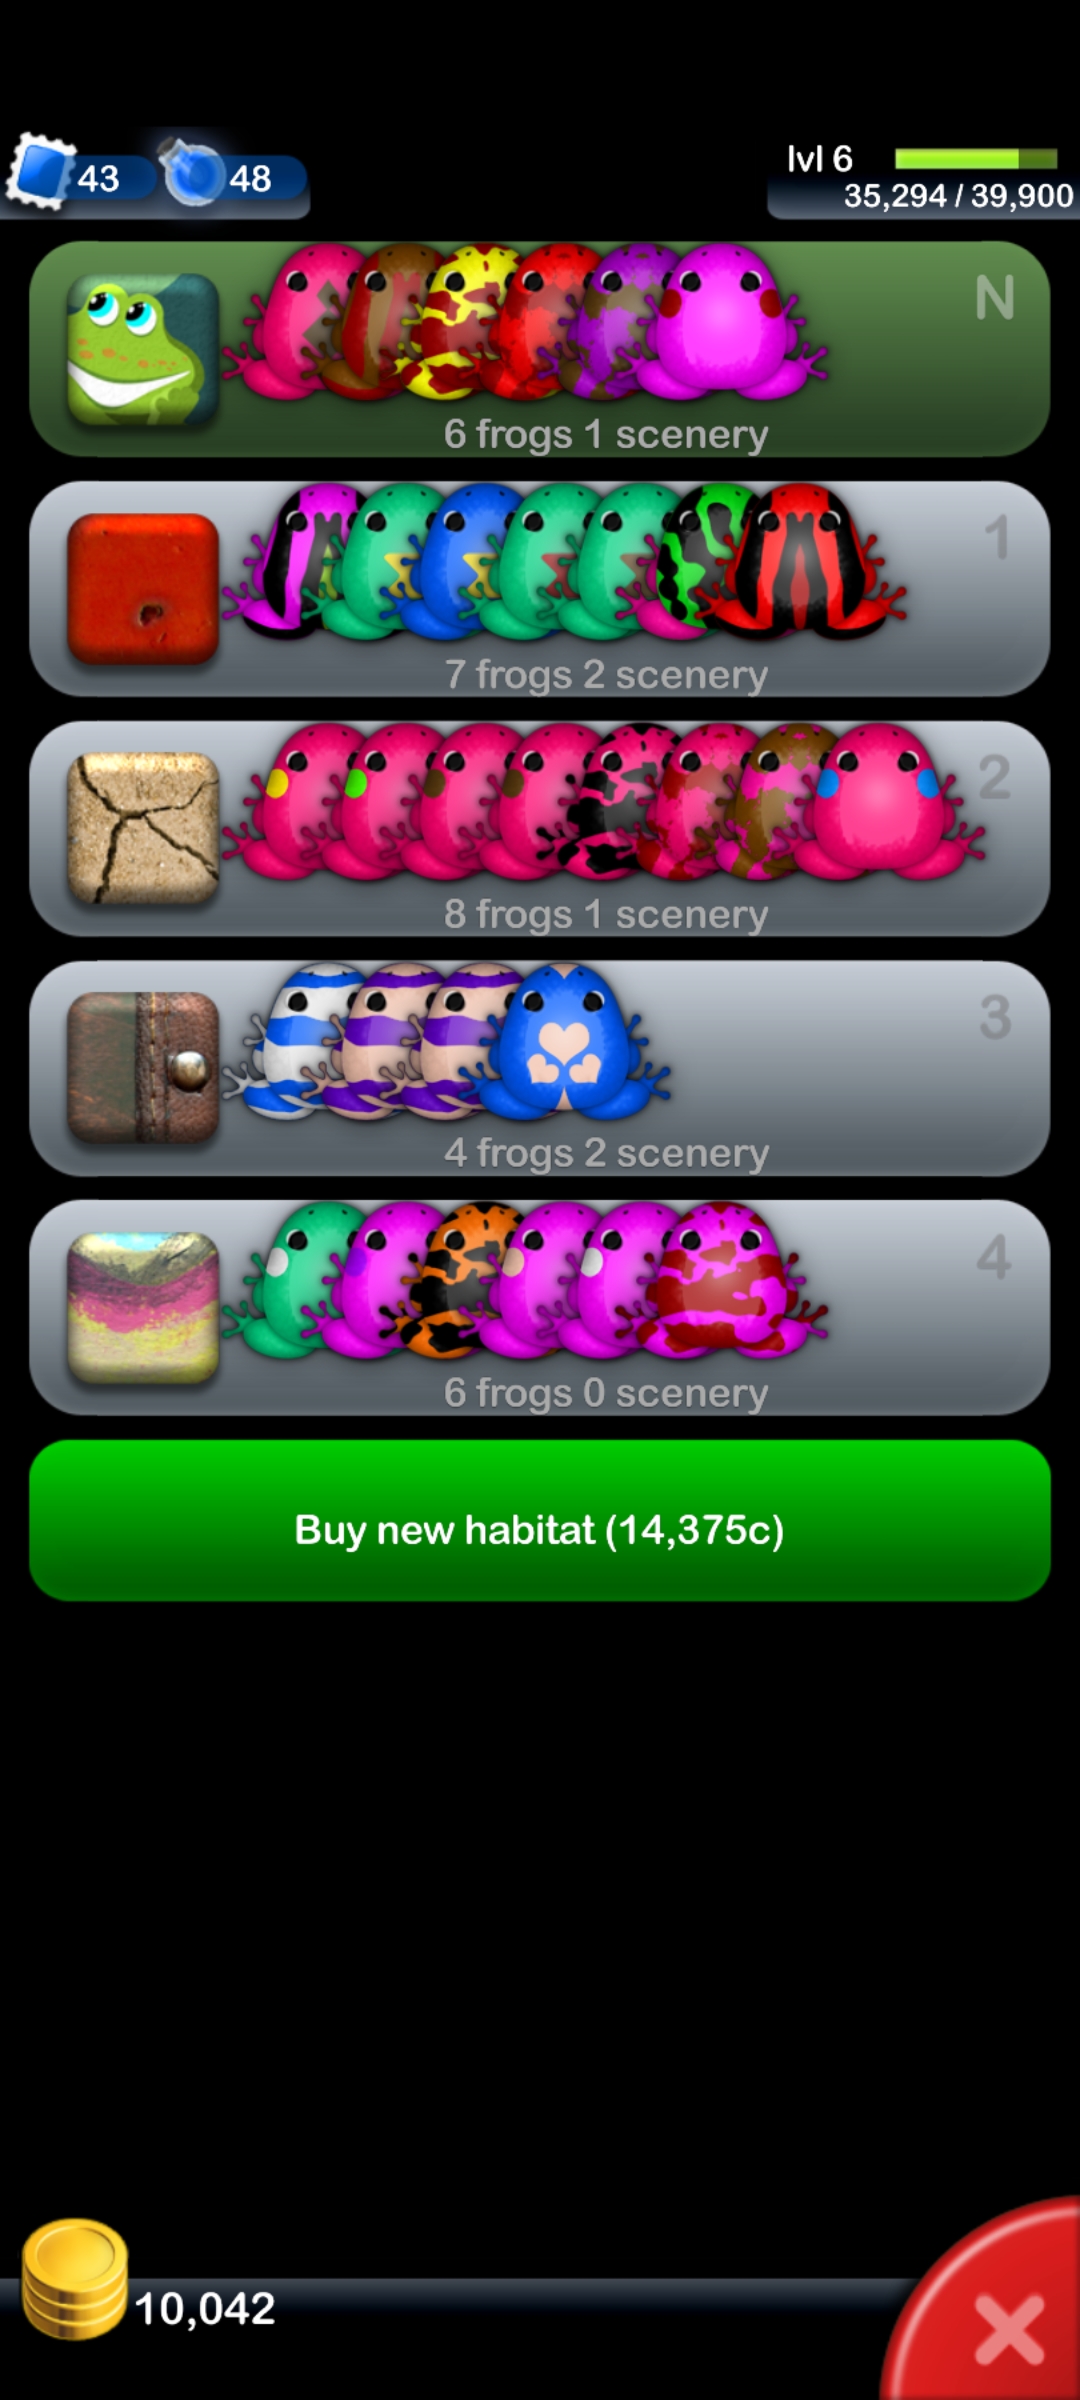 43
48
lvl 6
35,294 / 39,900
N
6 frogs 1 scenery
1
7 frogs 2 scenery
2
8 frogs 1 scenery
3
4 frogs 2 scenery
4
6 frogs 0 scenery
Buy new habitat (14,375c)
10,042